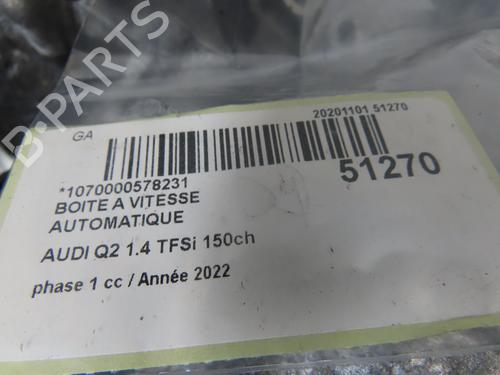 B-PARTS
GA
20201101 51270
*1070000578231
51270
BOITE A VITESSE
AUTOMATIQUE
AUDI Q2 1.4 TFSi 150ch
phase 1 cc / Année 2022